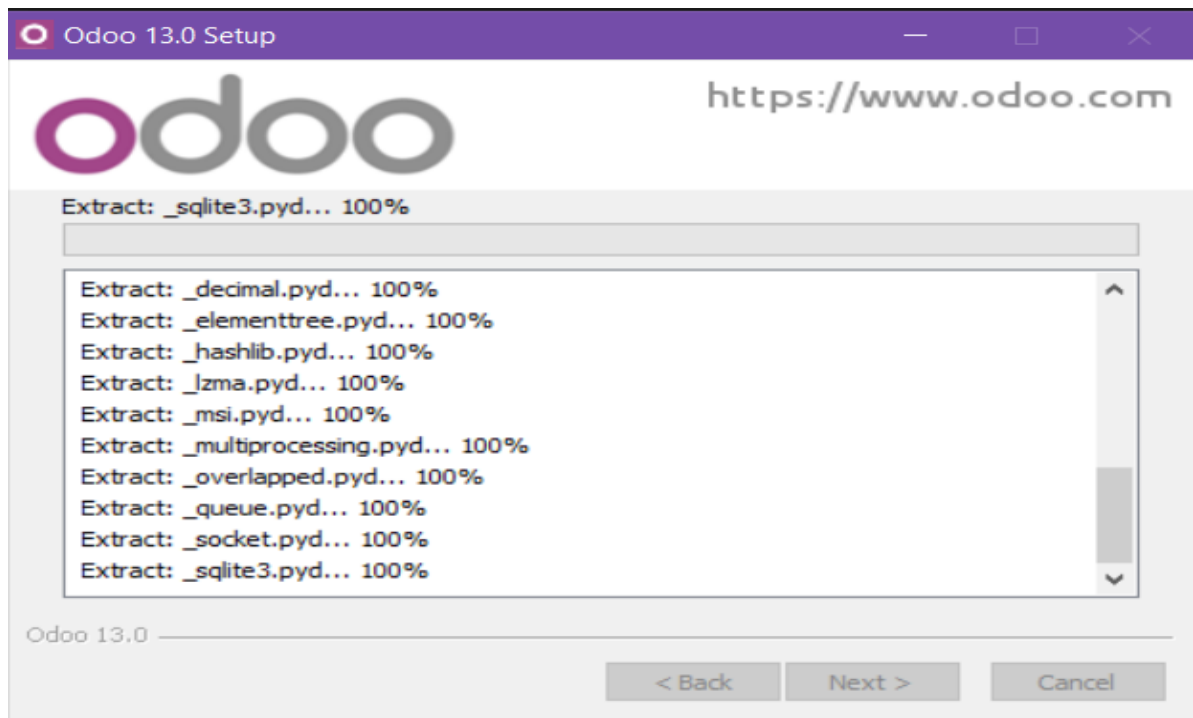 Odoo 13.0 Setup
odoo
https://www.odoo.com
Extract: _sqlite3.pyd... 100%
Extract: _decimal.pyd... 100%
Extract: _elementtree.pyd... 100%
Extract: _hashlib.pyd... 100%
Extract: _lzma.pyd... 100%
Extract: _msi.pyd... 100%
Extract: _multiprocessing.pyd... 100%
Extract: _overlapped.pyd... 100%
Extract: _queue.pyd... 100%
Extract: _socket.pyd... 100%
Extract: _sqlite3.pyd... 100%
Odoo 13.0
< Back Next > Cancel